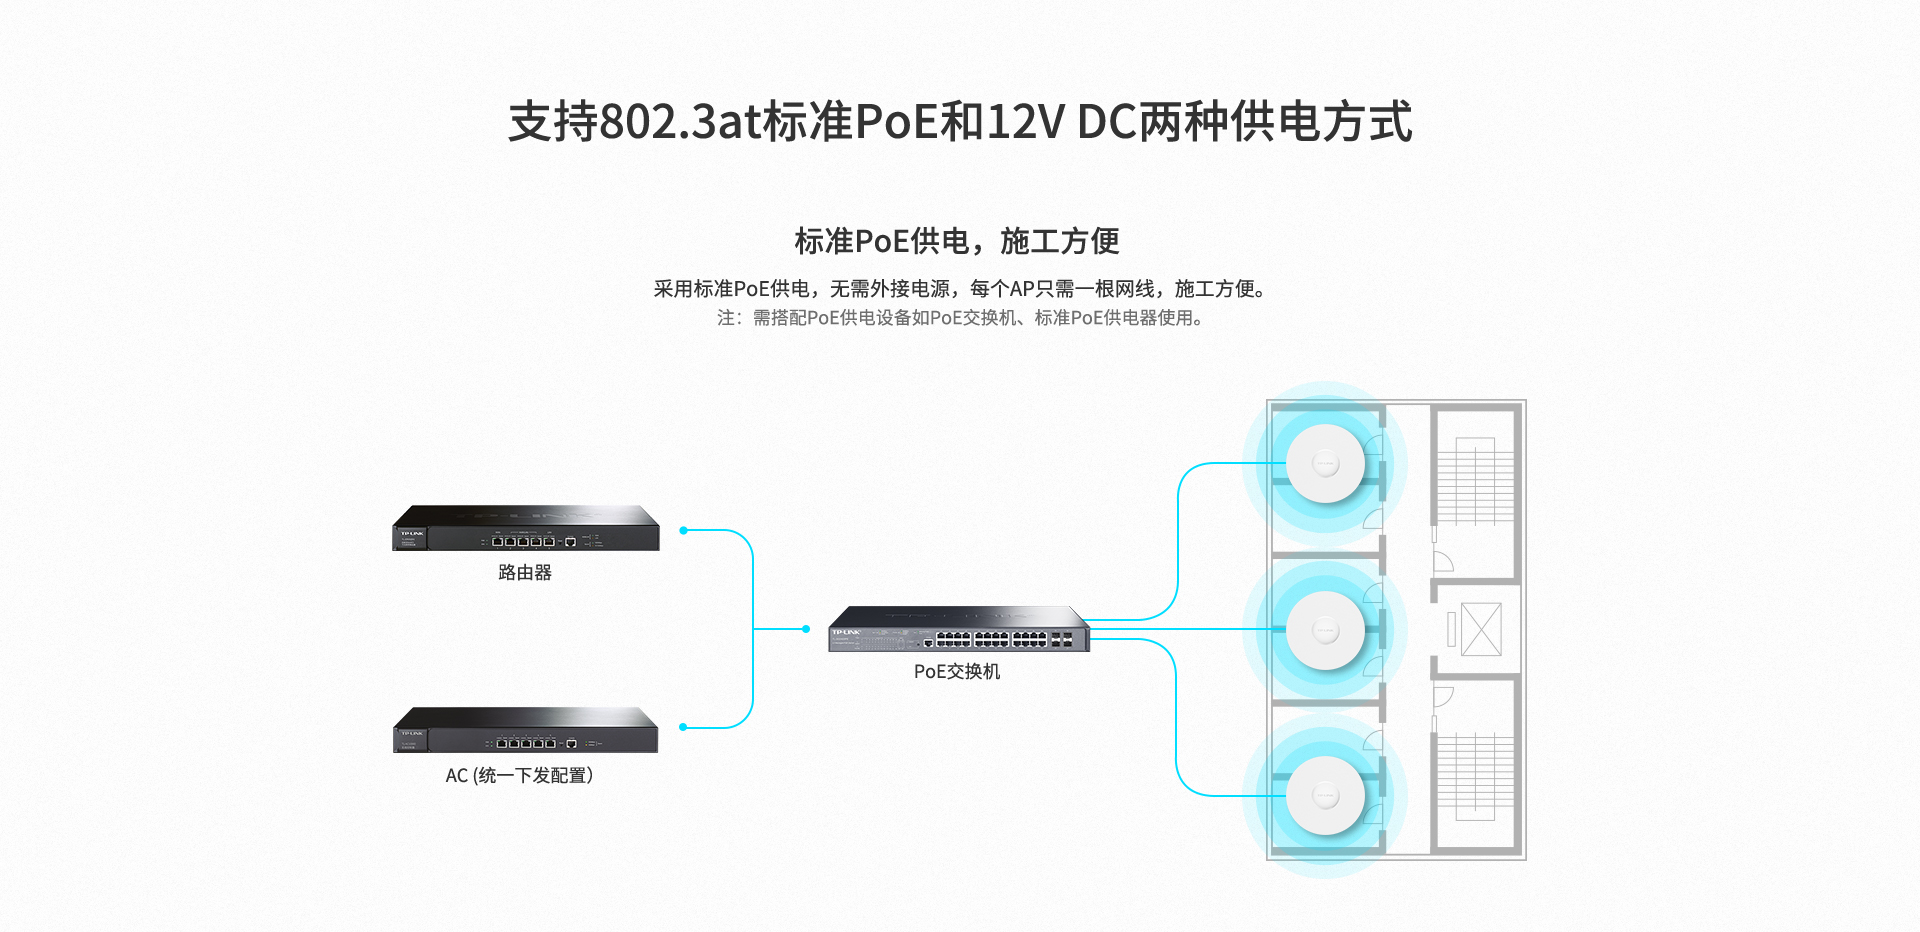 支持802.3at标准PoE和12V DC两种供电方式
标准PoE供电，施工方便
采用标准PoE供电，无需外接电源，每个AP只需一根网线，施工方便。
注：需搭配PoE供电设备如PoE交换机、标准PoE供电器使用。
TP-LINK
路由器
TP-LINK
PoE交换机
TP-LINK
AC (统一下发配置）